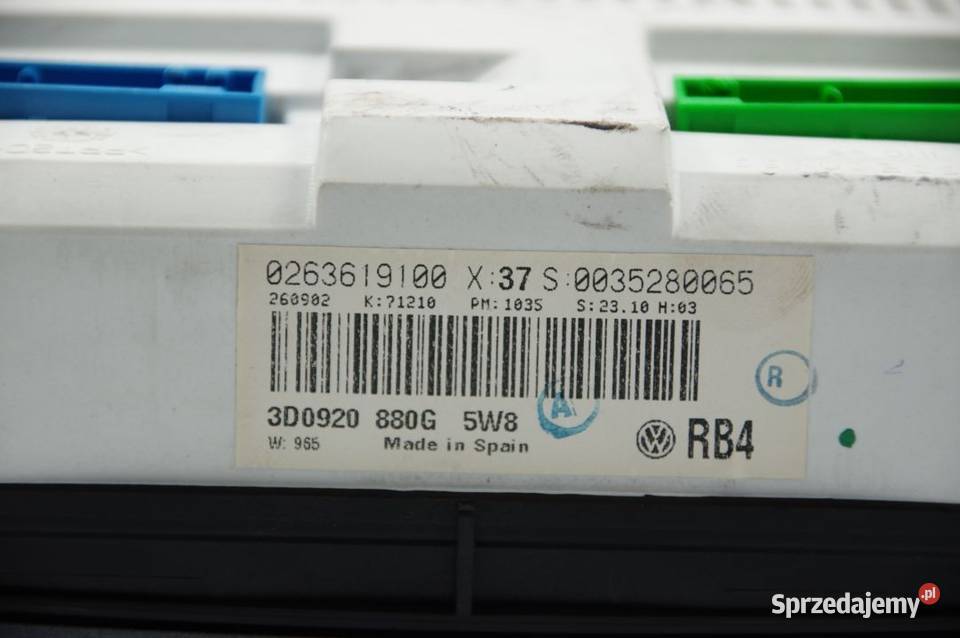 0263619100 X:37 S:0035280065
260902 K:71210 PM:1035 S:23.10 H:03
3D0920 880G 5W8
A
R
W: 965 Made in Spain
RB4
Sprzedajemy.pl